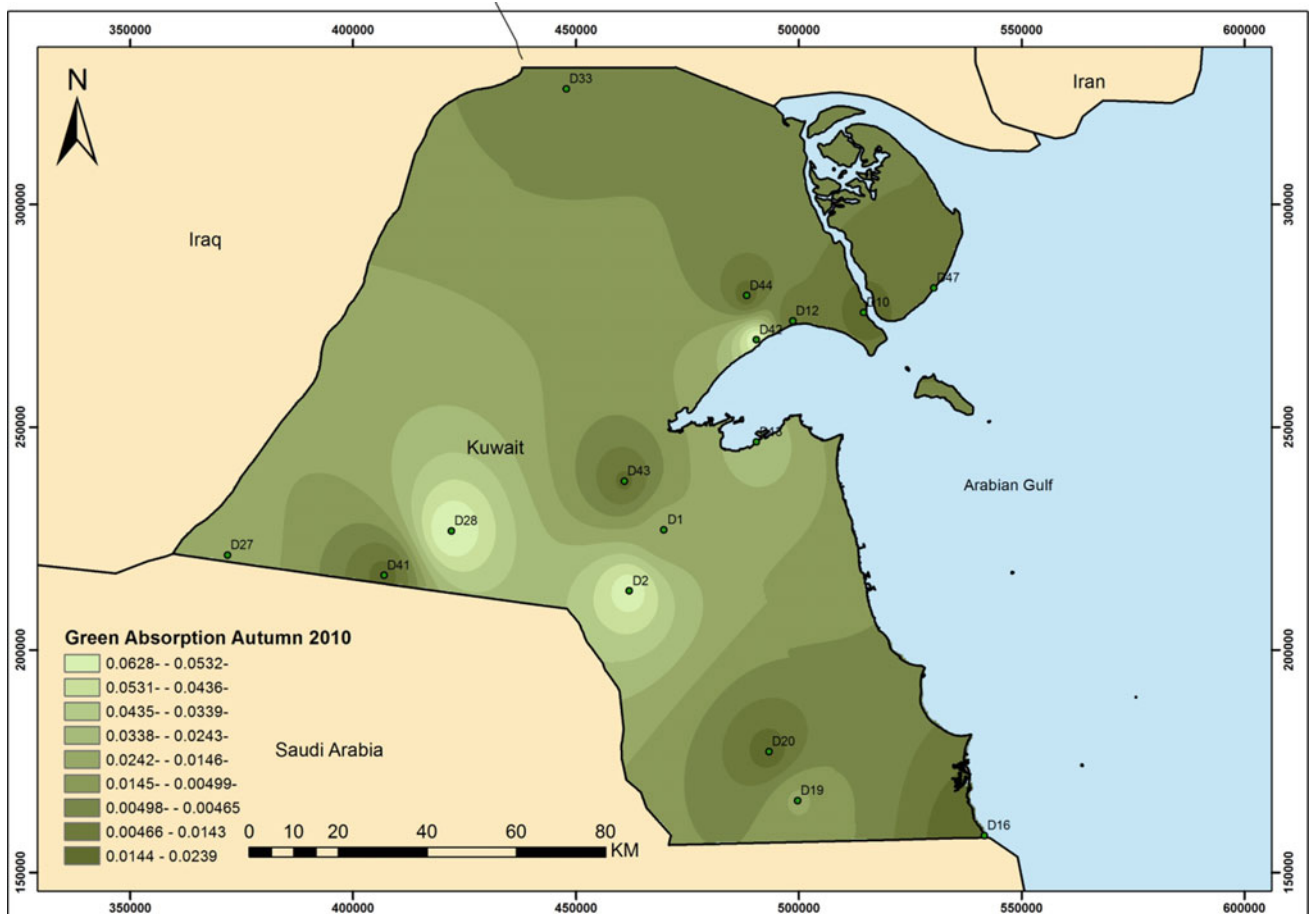 350000 400000 450000 500000 550000 600000
N
D33
Iran
300000 300000
Iraq
D44
D47
D12
D10
D42
250000 250000
Kuwait
D13
D43
Arabian Gulf
D28
D1
D27
D41
D2
200000 200000
Green Absorption Autumn 2010
0.0628- - 0.0532-
0.0531- - 0.0436-
0.0435- - 0.0339-
0.0338- - 0.0243-
0.0242 - 0.0146-
0.0145- - 0.00499-
0.00498- - 0.00465
0.00466 - 0.0143
0.0144 - 0.0239
Saudi Arabia
D20
D19
D16
0 10 20 40 60 80
KM
150000 150000
350000 400000 450000 500000 550000 600000